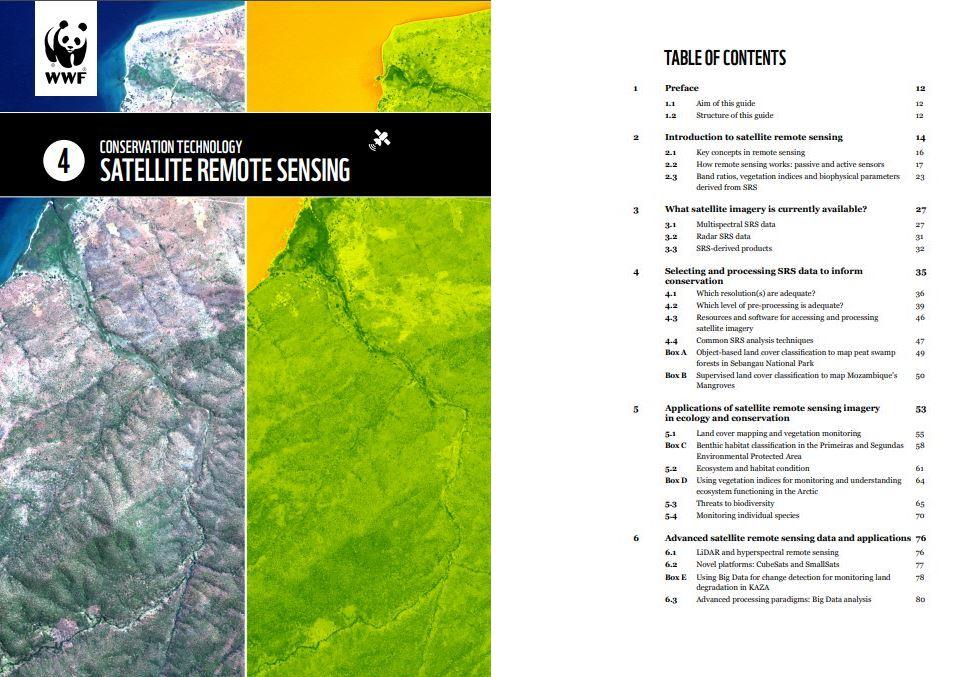 WWF
4
CONSERVATION TECHNOLOGY
SATELLITE REMOTE SENSING
TABLE OF CONTENTS
1 Preface 12
1.1 Aim of this guide 12
1.2 Structure of this guide 12
2 Introduction to satellite remote sensing 14
2.1 Key concepts in remote sensing 16
2.2 How remote sensing works: passive and active sensors 17
2.3 Band ratios, vegetation indices and biophysical parameters 23
derived from SRS
3 What satellite imagery is currently available? 27
3.1 Multispectral SRS data 27
3.2 Radar SRS data 31
3.3 SRS-derived products 32
4 Selecting and processing SRS data to inform 35
conservation
4.1 Which resolution(s) are adequate? 36
4.2 Which level of pre-processing is adequate? 39
4.3 Resources and software for accessing and processing 46
satellite imagery
4.4 Common SRS analysis techniques 47
Box A Object-based land cover classification to map peat swamp 49
forests in Sebangau National Park
Box B Supervised land cover classification to map Mozambique's 50
Mangroves
5 Applications of satellite remote sensing imagery 53
in ecology and conservation
5.1 Land cover mapping and vegetation monitoring 55
Box C Benthic habitat classification in the Primeiras and Segundas 58
Environmental Protected Area
5.2 Ecosystem and habitat condition 61
Box D Using vegetation indices for monitoring and understanding 64
ecosystem functioning in the Arctic
5.3 Threats to biodiversity 65
5.4 Monitoring individual species 70
6 Advanced satellite remote sensing data and applications 76
6.1 LiDAR and hyperspectral remote sensing 76
6.2 Novel platforms: CubeSats and SmallSats 77
Box E Using Big Data for change detection for monitoring land 78
degradation in KAZA
6.3 Advanced processing paradigms: Big Data analysis 80